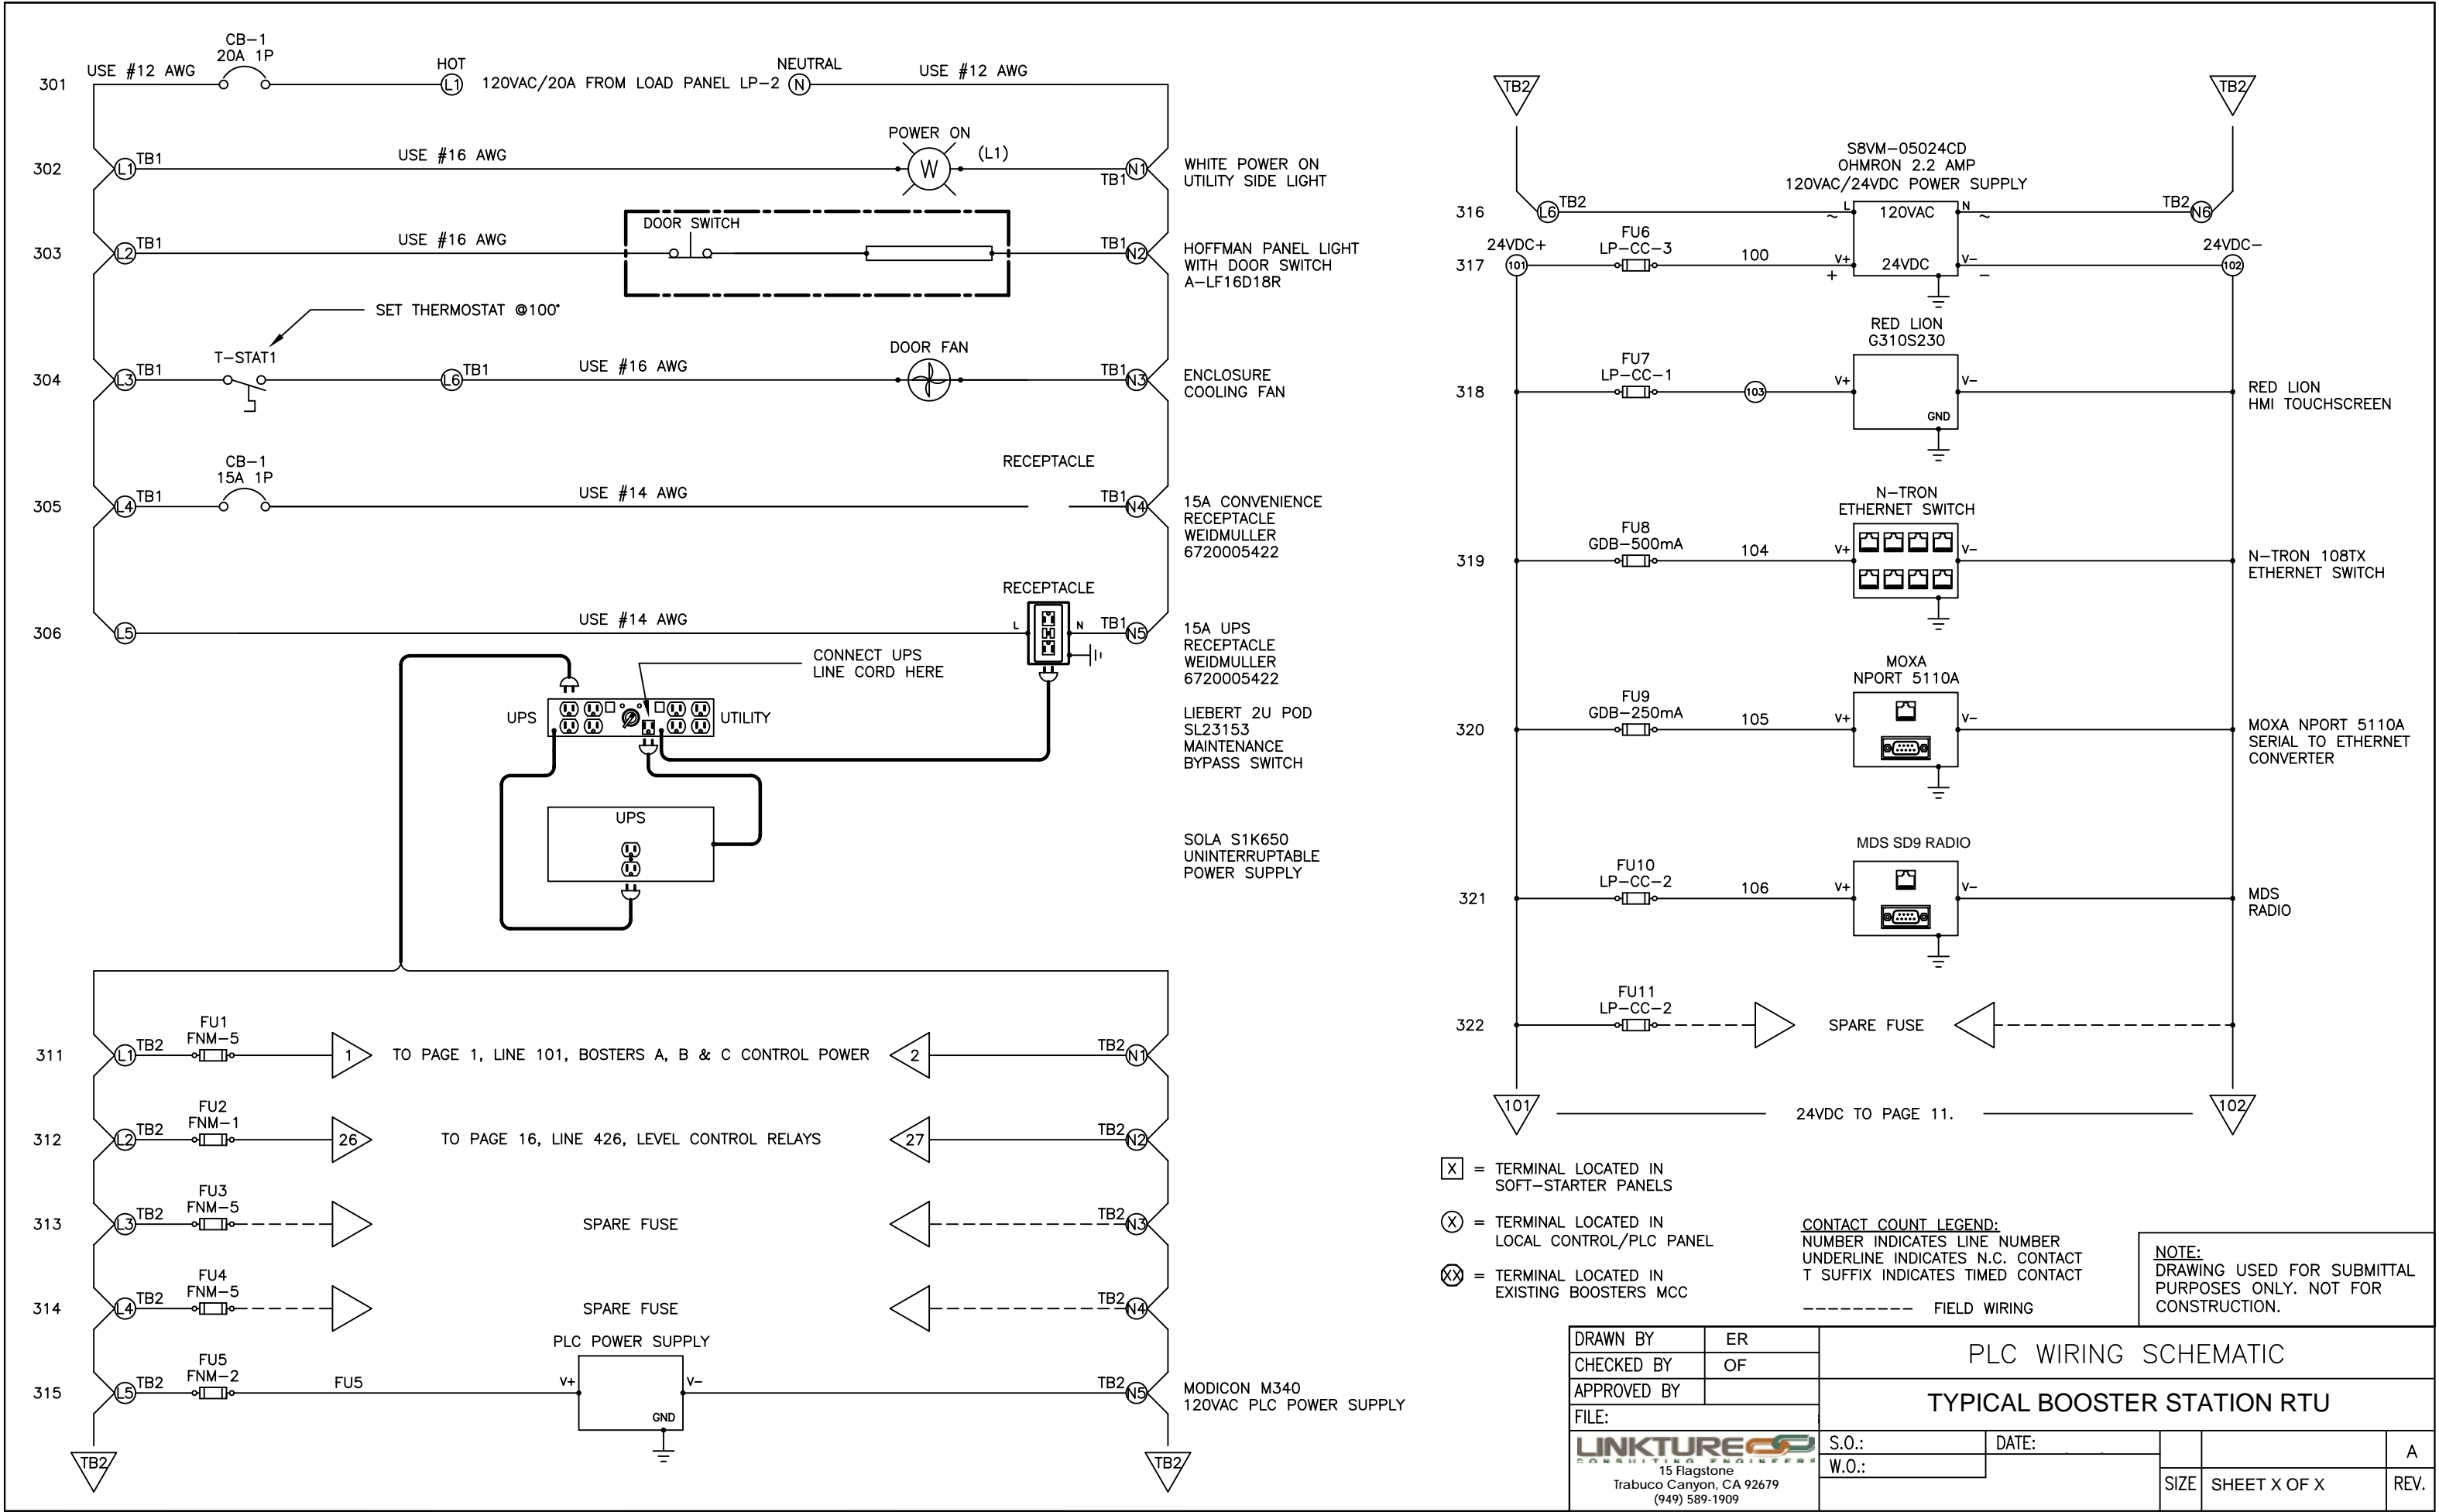 CB-1
20A 1P
301
USE #12 AWG
HOT
L1
120VAC/20A FROM LOAD PANEL LP-2
NEUTRAL
N
USE #12 AWG
302
L1
TB1
USE #16 AWG
POWER ON
W
(L1)
TB1
N1
WHITE POWER ON
UTILITY SIDE LIGHT
303
L2
TB1
USE #16 AWG
DOOR SWITCH
TB1
N2
HOFFMAN PANEL LIGHT
WITH DOOR SWITCH
A-LF16D18R
SET THERMOSTAT @100°
304
L3
TB1
T-STAT1
L6
TB1
USE #16 AWG
DOOR FAN
TB1
N3
ENCLOSURE
COOLING FAN
305
L4
TB1
CB-1
15A 1P
USE #14 AWG
RECEPTACLE
TB1
N4
15A CONVENIENCE
RECEPTACLE
WEIDMULLER
6720005422
306
L5
USE #14 AWG
RECEPTACLE
L
N
TB1
N5
15A UPS
RECEPTACLE
WEIDMULLER
6720005422
CONNECT UPS
LINE CORD HERE
UPS
UTILITY
LIEBERT 2U POD
SL23153
MAINTENANCE
BYPASS SWITCH
UPS
SOLA S1K650
UNINTERRUPTABLE
POWER SUPPLY
311
L1
TB2
FU1
FNM-5
1
TO PAGE 1, LINE 101, BOSTERS A, B & C CONTROL POWER
2
TB2
N1
312
L2
TB2
FU2
FNM-1
26
TO PAGE 16, LINE 426, LEVEL CONTROL RELAYS
27
TB2
N2
313
L3
TB2
FU3
FNM-5
SPARE FUSE
TB2
N3
314
L4
TB2
FU4
FNM-5
SPARE FUSE
TB2
N4
315
L5
TB2
FU5
FNM-2
FU5
PLC POWER SUPPLY
V+
V-
GND
TB2
N5
MODICON M340
120VAC PLC POWER SUPPLY
TB2
TB2
TB2
TB2
S8VM-05024CD
OHMRON 2.2 AMP
120VAC/24VDC POWER SUPPLY
316
L6
TB2
L
~
120VAC
N
~
TB2
N6
317
24VDC+
101
FU6
LP-CC-3
100
V+
+
24VDC
V-
-
24VDC-
102
RED LION
G310S230
318
FU7
LP-CC-1
103
V+
V-
GND
RED LION
HMI TOUCHSCREEN
N-TRON
ETHERNET SWITCH
319
FU8
GDB-500mA
104
V+
V-
N-TRON 108TX
ETHERNET SWITCH
MOXA
NPORT 5110A
320
FU9
GDB-250mA
105
V+
V-
MOXA NPORT 5110A
SERIAL TO ETHERNET
CONVERTER
MDS SD9 RADIO
321
FU10
LP-CC-2
106
V+
V-
MDS
RADIO
322
FU11
LP-CC-2
SPARE FUSE
101
24VDC TO PAGE 11.
102
X = TERMINAL LOCATED IN
SOFT-STARTER PANELS
X = TERMINAL LOCATED IN
LOCAL CONTROL/PLC PANEL
XX = TERMINAL LOCATED IN
EXISTING BOOSTERS MCC
CONTACT COUNT LEGEND:
NUMBER INDICATES LINE NUMBER
UNDERLINE INDICATES N.C. CONTACT
T SUFFIX INDICATES TIMED CONTACT
FIELD WIRING
NOTE:
DRAWING USED FOR SUBMITTAL
PURPOSES ONLY. NOT FOR
CONSTRUCTION.
DRAWN BY ER
CHECKED BY OF
APPROVED BY
FILE:
PLC WIRING SCHEMATIC
TYPICAL BOOSTER STATION RTU
LINKTURE
CONSULTING ENGINEERS
15 Flagstone
Trabuco Canyon, CA 92679
(949) 589-1909
S.O.:
W.O.:
DATE:
SIZE
SHEET X OF X
A
REV.